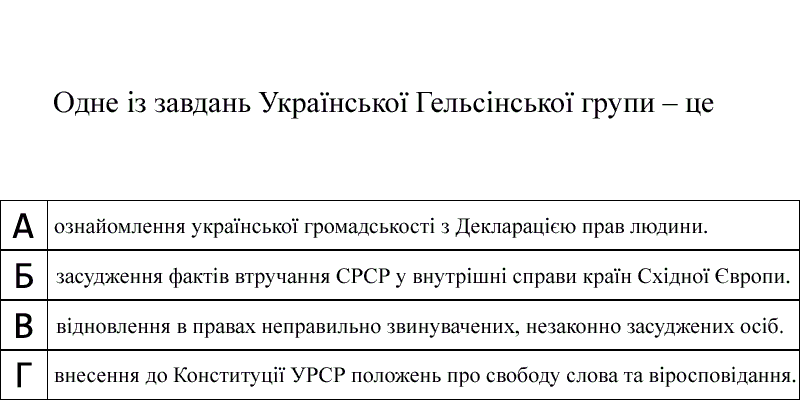 Одне із завдань Української Гельсінської групи – це
А ознайомлення української громадськості з Декларацією прав людини.
Б засудження фактів втручання СРСР у внутрішні справи країн Східної Європи.
В відновлення в правах неправильно звинувачених, незаконно засуджених осіб.
Г внесення до Конституції УРСР положень про свободу слова та віросповідання.